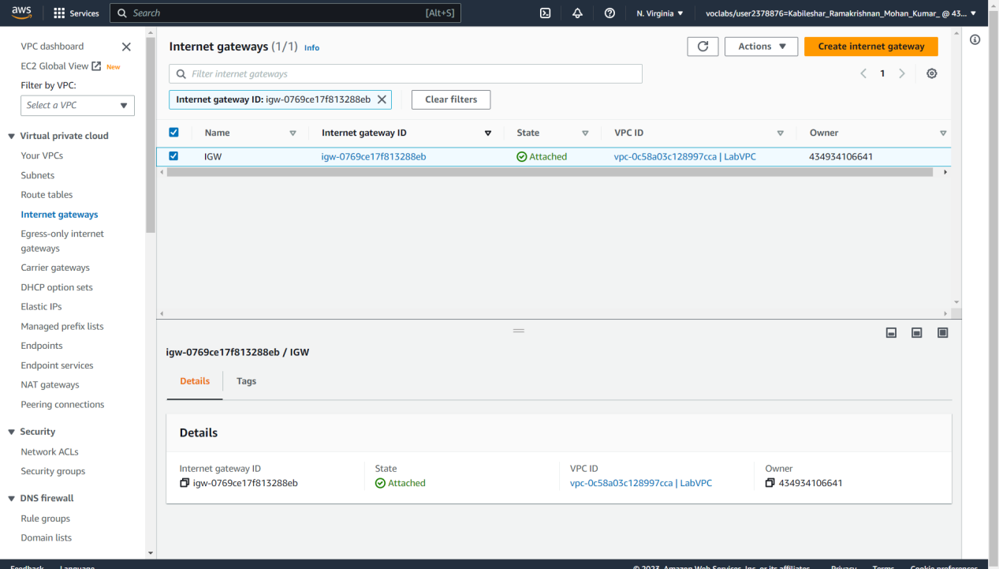 aws Services Search [Alt+S] N. Virginia voclabs/user2378876=Kabileshar_Ramakrishnan_Mohan_Kumar_ @ 43...
VPC dashboard
EC2 Global View New
Filter by VPC:
Select a VPC
Virtual private cloud
Your VPCs
Subnets
Route tables
Internet gateways
Egress-only internet
gateways
Carrier gateways
DHCP option sets
Elastic IPs
Managed prefix lists
Endpoints
Endpoint services
NAT gateways
Peering connections
Security
Network ACLs
Security groups
DNS firewall
Rule groups
Domain lists
Internet gateways (1/1) Info Actions Create internet gateway
Filter internet gateways 1
Internet gateway ID: igw-0769ce17f813288eb Clear filters
Name Internet gateway ID State VPC ID Owner
IGW igw-0769ce17f813288eb Attached vpc-0c58a03c128997cca | LabVPC 434934106641
igw-0769ce17f813288eb / IGW
Details Tags
Details
Internet gateway ID State VPC ID Owner
igw-0769ce17f813288eb Attached vpc-0c58a03c128997cca | LabVPC 434934106641
Feedback Language © 2023, Amazon Web Services, Inc. or its affiliates. Privacy Terms Cookie preferences